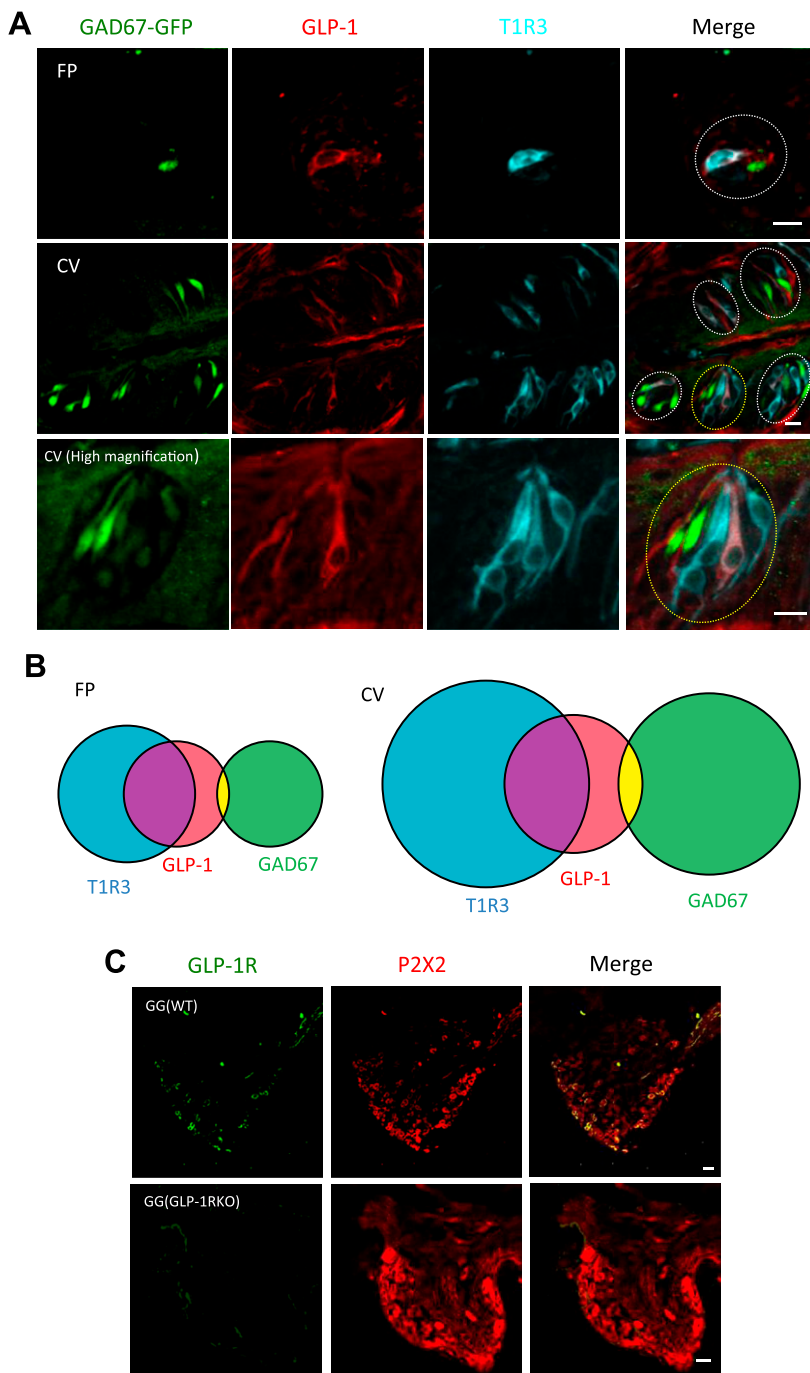 A
GAD67-GFP GLP-1 T1R3 Merge
FP
CV
CV (High magnification)
B
FP
CV
T1R3
GLP-1
GAD67
T1R3
GLP-1
GAD67
C
GLP-1R P2X2 Merge
GG(WT)
GG(GLP-1RKO)